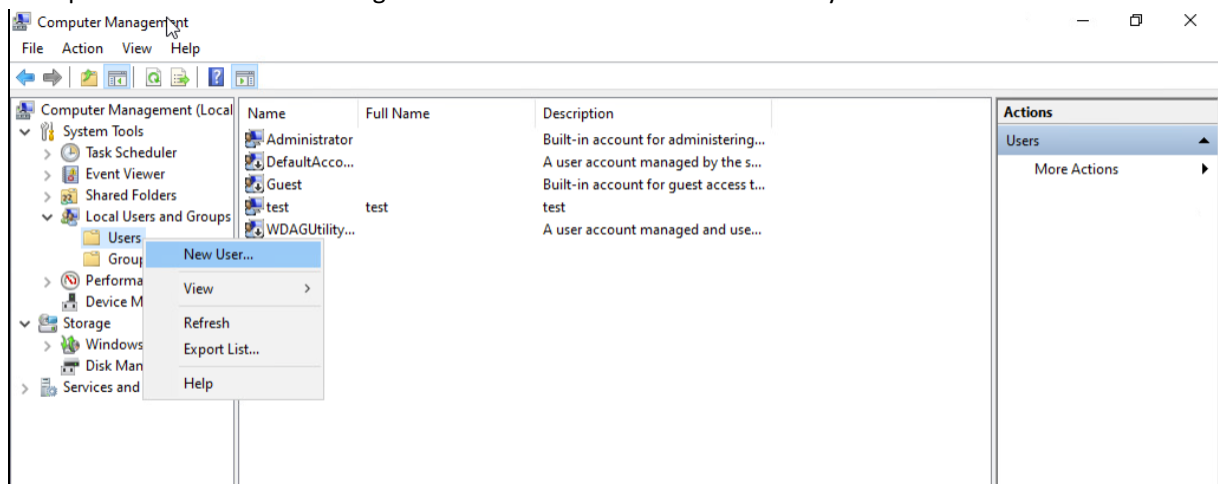 Computer Management
File Action View Help
Computer Management (Local
System Tools
Task Scheduler
Event Viewer
Shared Folders
Local Users and Groups
Users
Group
Performa
Device M
Storage
Windows
Disk Man
Services and
New User...
View
Refresh
Export List...
Help
Name Full Name Description
Administrator Built-in account for administering...
DefaultAcco... A user account managed by the s...
Guest Built-in account for guest access t...
test test test
WDAGUtility... A user account managed and use...
Actions
Users
More Actions